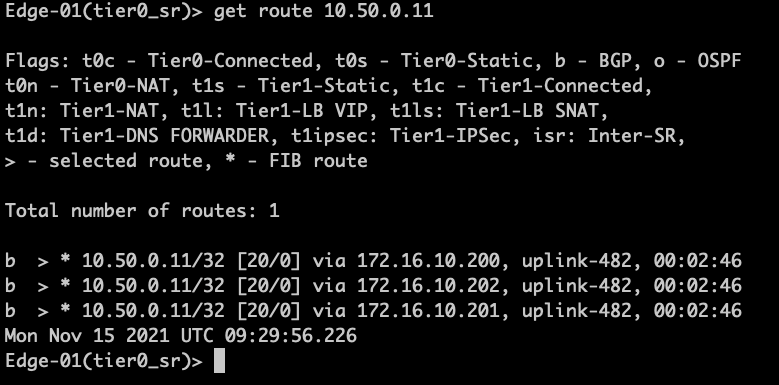 Edge-01(tier0_sr)> get route 10.50.0.11
Flags: t0c - Tier0-Connected, t0s - Tier0-Static, b - BGP, o - OSPF
t0n - Tier0-NAT, t1s - Tier1-Static, t1c - Tier1-Connected,
t1n: Tier1-NAT, t1l: Tier1-LB VIP, t1ls: Tier1-LB SNAT,
t1d: Tier1-DNS FORWARDER, t1ipsec: Tier1-IPSec, isr: Inter-SR,
> - selected route, * - FIB route
Total number of routes: 1
b  > * 10.50.0.11/32 [20/0] via 172.16.10.200, uplink-482, 00:02:46
b  > * 10.50.0.11/32 [20/0] via 172.16.10.202, uplink-482, 00:02:46
b  > * 10.50.0.11/32 [20/0] via 172.16.10.201, uplink-482, 00:02:46
Mon Nov 15 2021 UTC 09:29:56.226
Edge-01(tier0_sr)>